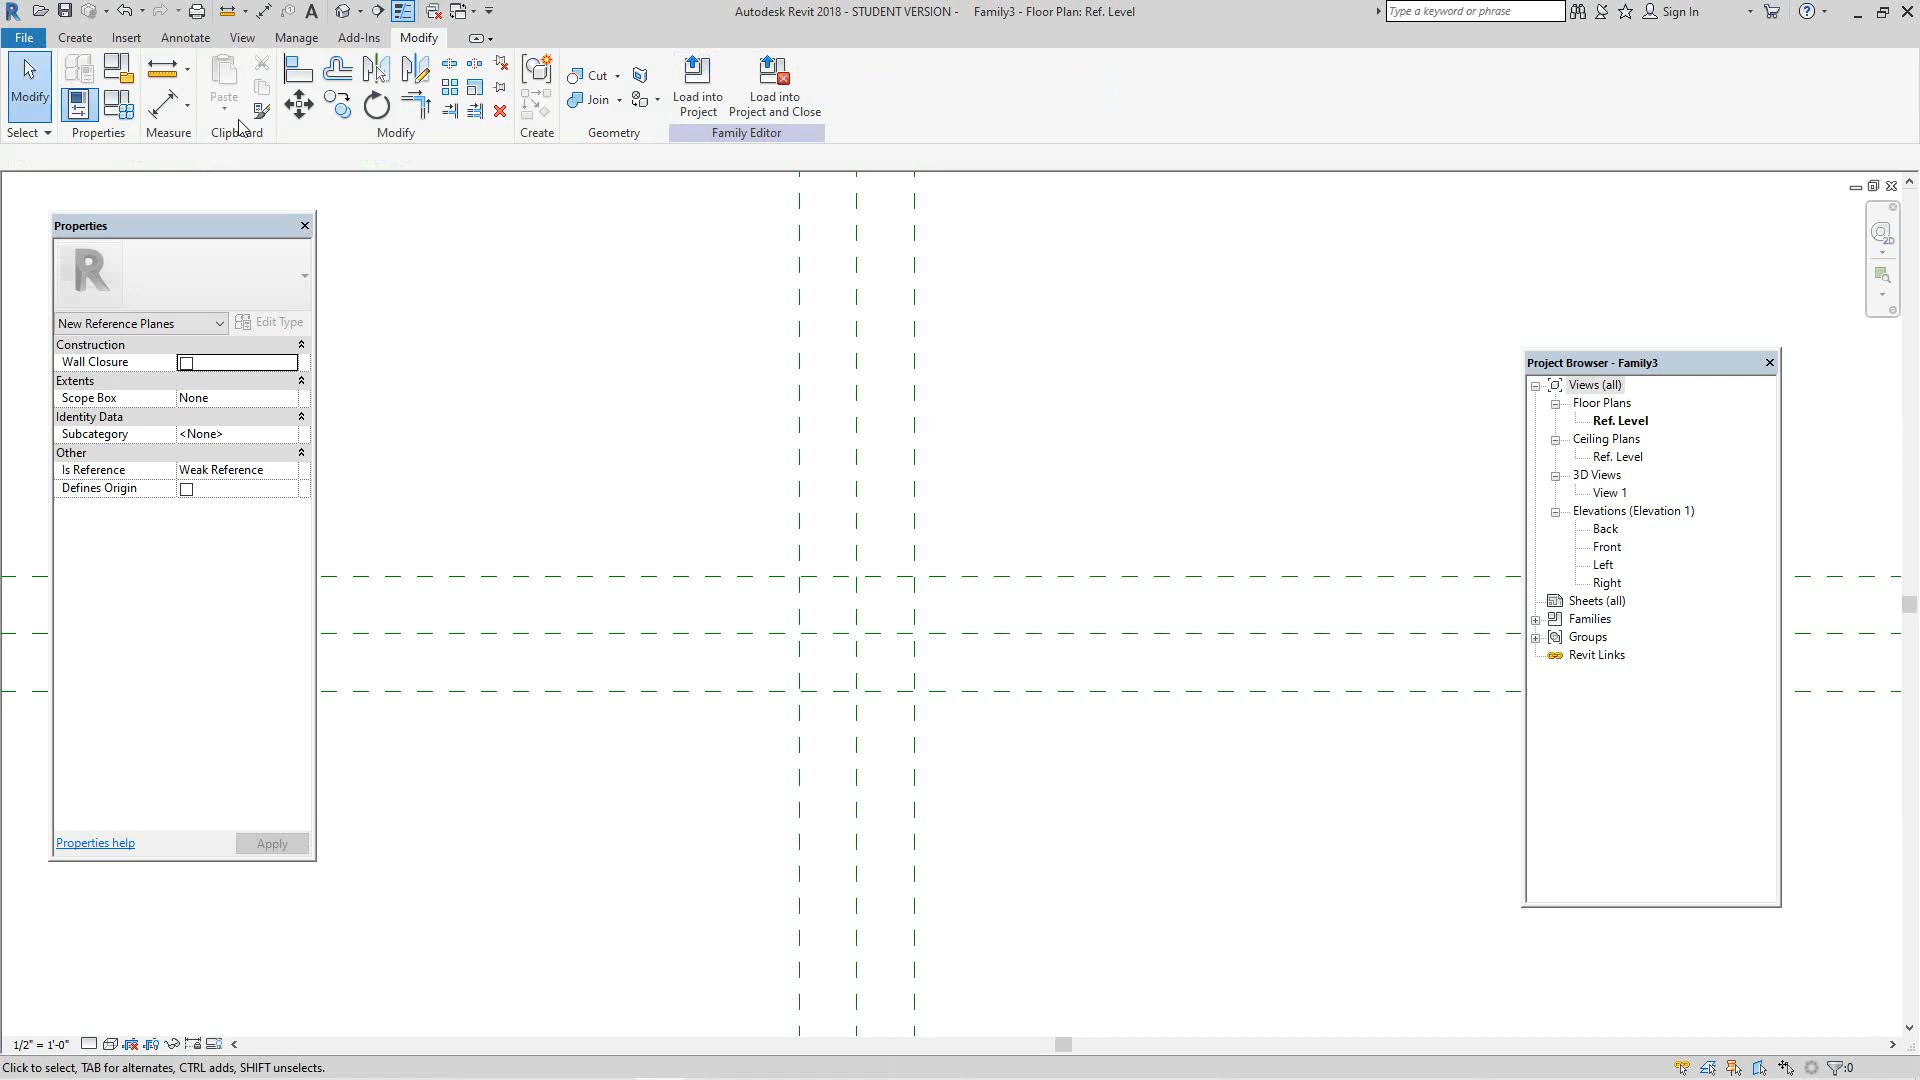 Autodesk Revit 2018 - STUDENT VERSION - Family3 - Floor Plan: Ref. Level
Type a keyword or phrase
Sign In
File Create Insert Annotate View Manage Add-Ins Modify
Modify
Paste
Cut
Join
Load into
Project
Load into
Project and Close
Select Properties Measure Clipboard Modify Create Geometry Family Editor
2D
Properties
R
New Reference Planes
Edit Type
Construction
Wall Closure
Extents
Scope Box None
Identity Data
Subcategory <None>
Other
Is Reference Weak Reference
Defines Origin
Properties help
Apply
Project Browser - Family3
Views (all)
Floor Plans
Ref. Level
Ceiling Plans
Ref. Level
3D Views
View 1
Elevations (Elevation 1)
Back
Front
Left
Right
Sheets (all)
Families
Groups
Revit Links
1/2" = 1'-0"
Click to select, TAB for alternates, CTRL adds, SHIFT unselects.
:0